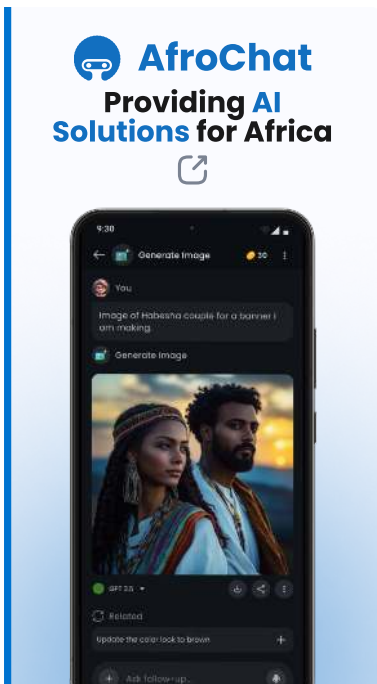 AfroChat
Providing AI
Solutions for Africa
9:30
Generate Image
30
You
Image of Habesha couple for a banner I
am making.
Generate Image
GPT 3.5
Related
Update the color look to brown
Ask follow-up...